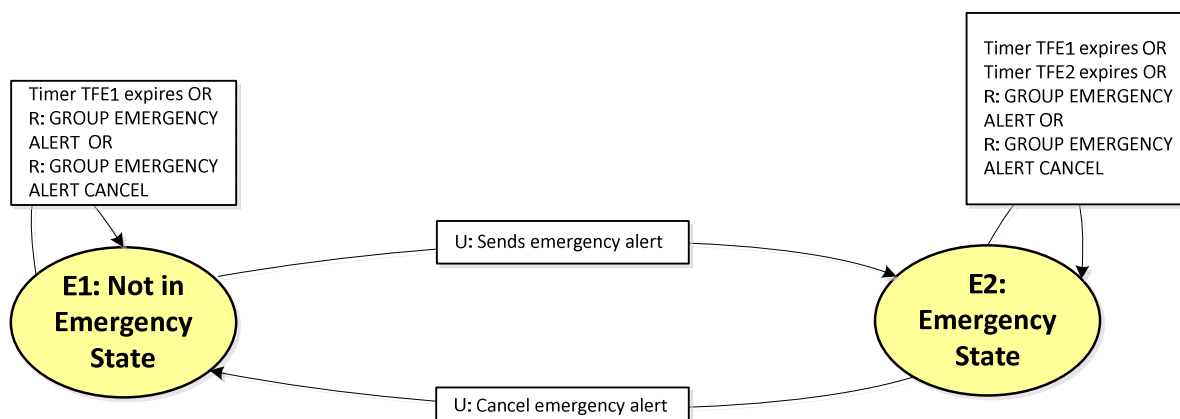 Timer TFE1 expires OR
R: GROUP EMERGENCY
ALERT OR
R: GROUP EMERGENCY
ALERT CANCEL
Timer TFE1 expires OR
Timer TFE2 expires OR
R: GROUP EMERGENCY
ALERT OR
R: GROUP EMERGENCY
ALERT CANCEL
U: Sends emergency alert
E1: Not in
Emergency
State
E2:
Emergency
State
U: Cancel emergency alert